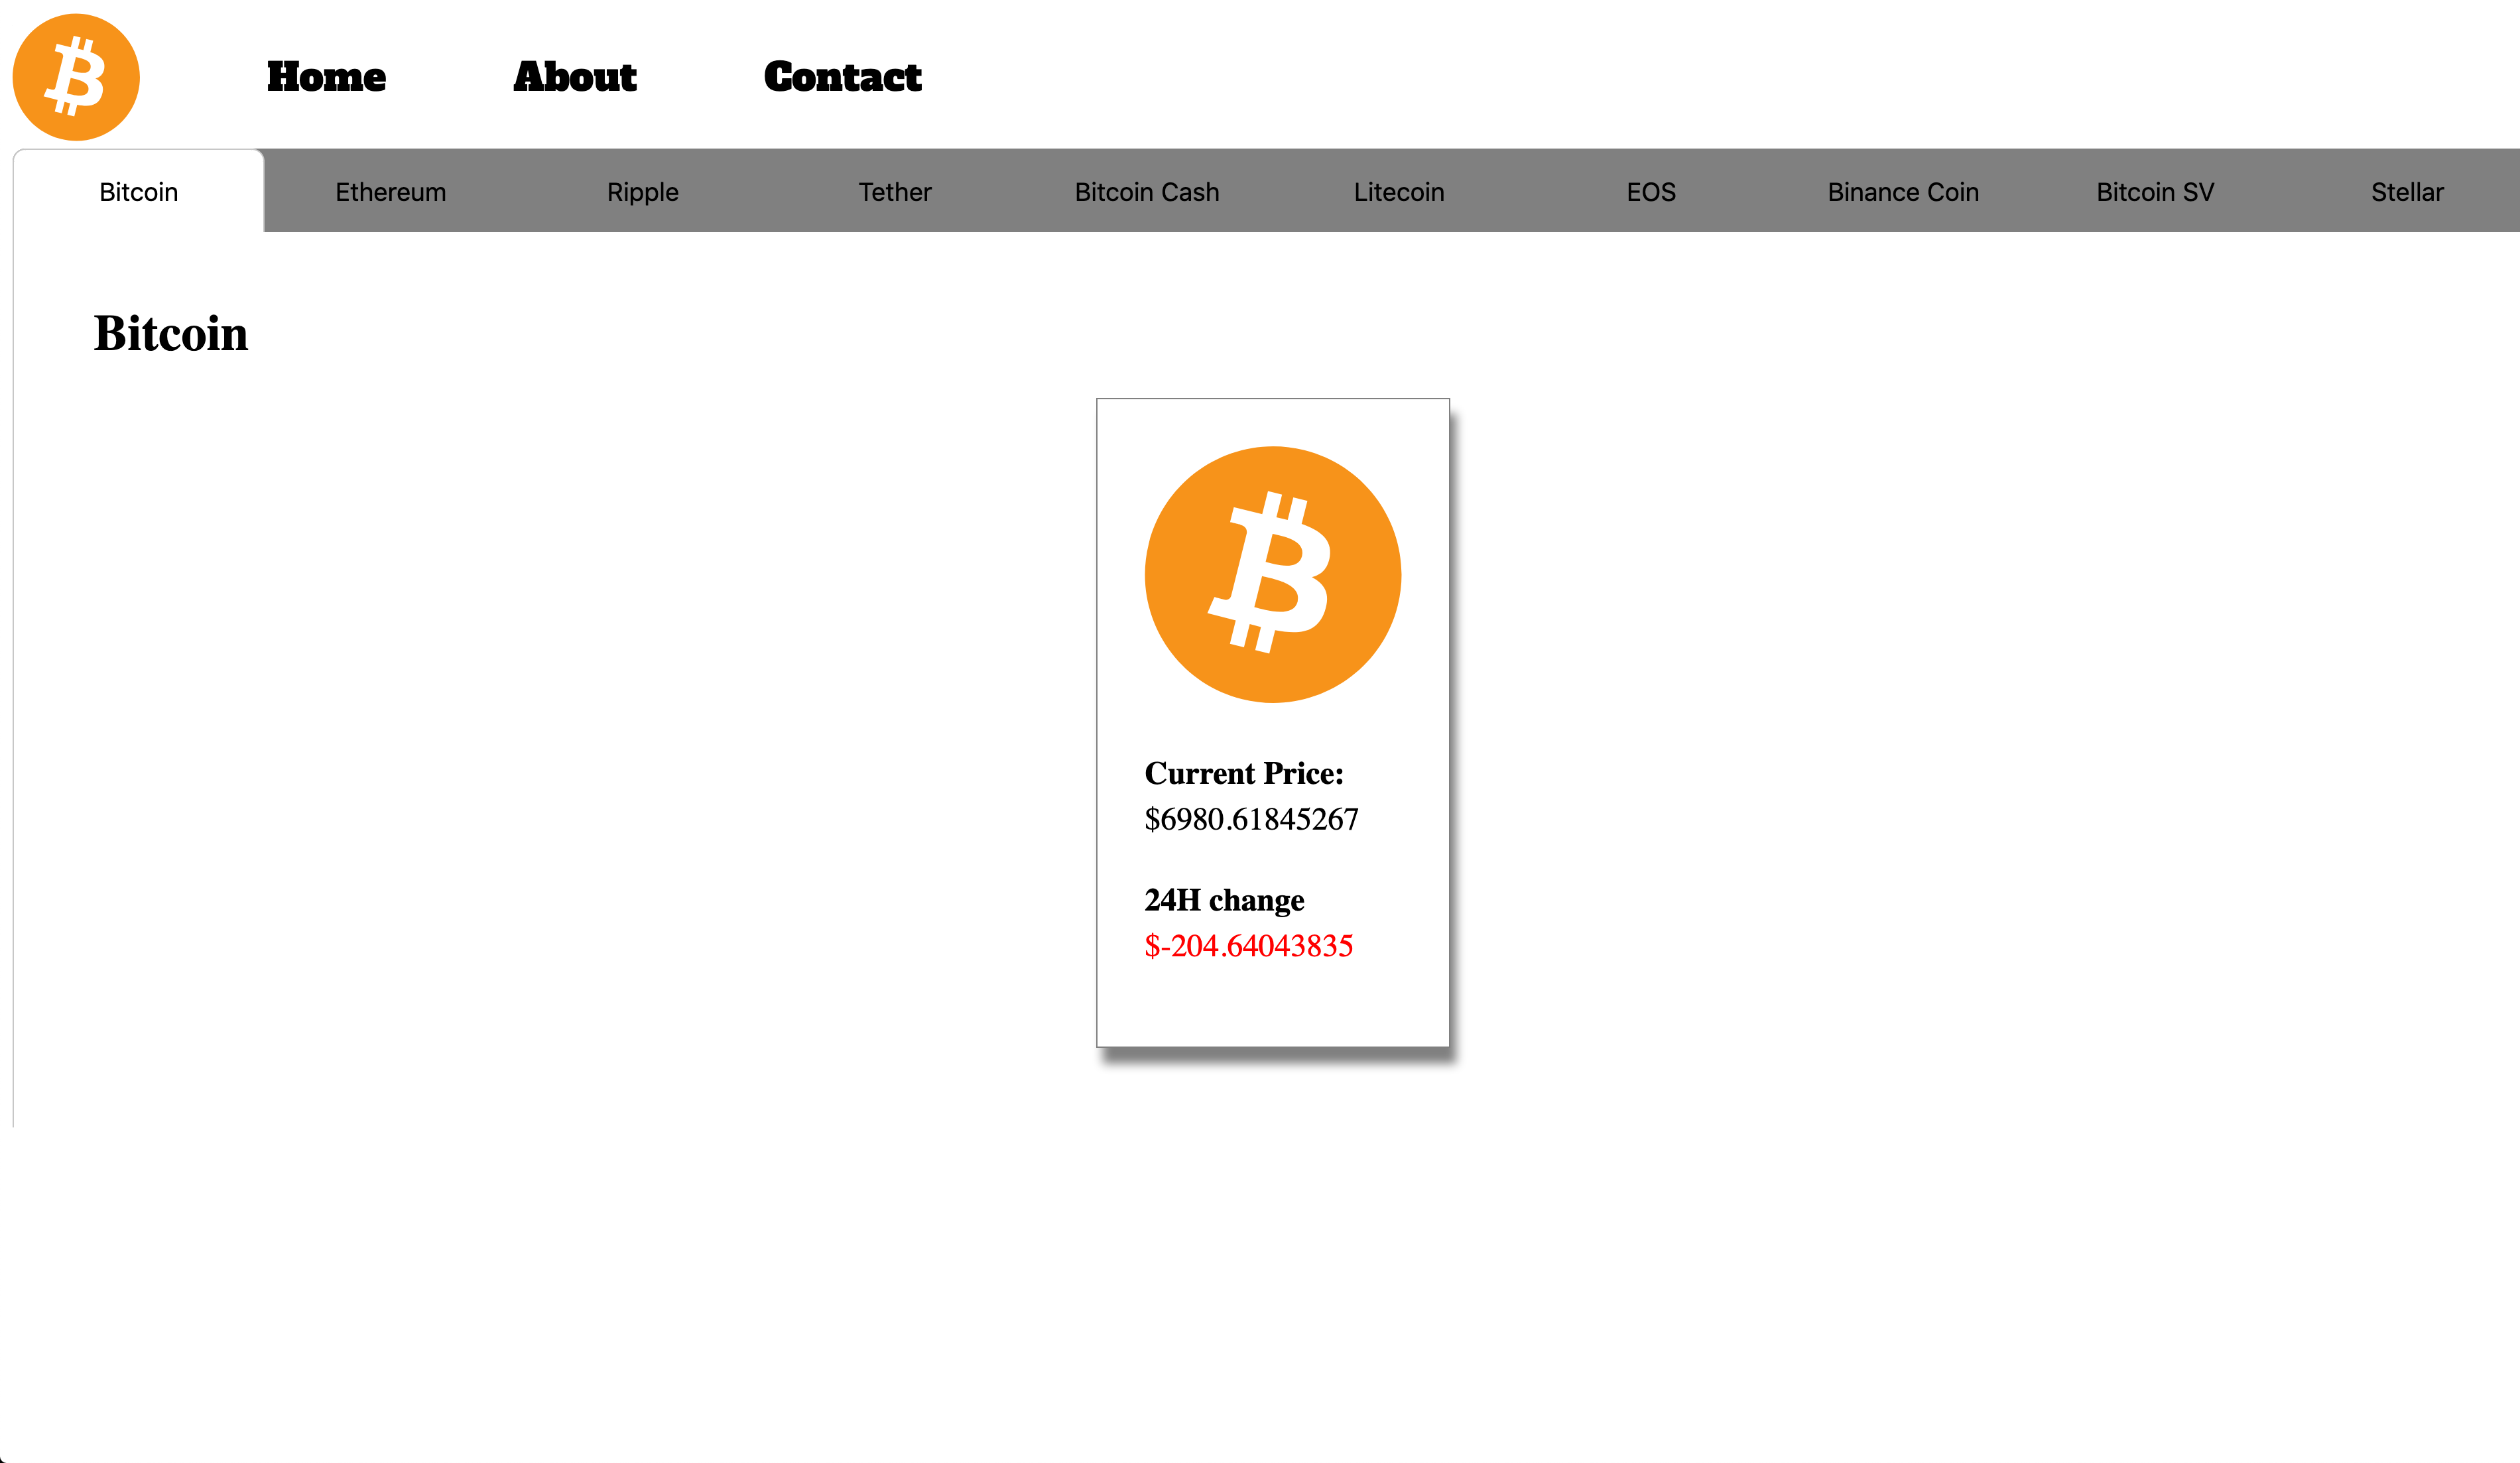 Home About Contact
Bitcoin Ethereum Ripple Tether Bitcoin Cash Litecoin EOS Binance Coin Bitcoin SV Stellar
Bitcoin
Current Price:
$6980.61845267
24H change
$-204.64043835